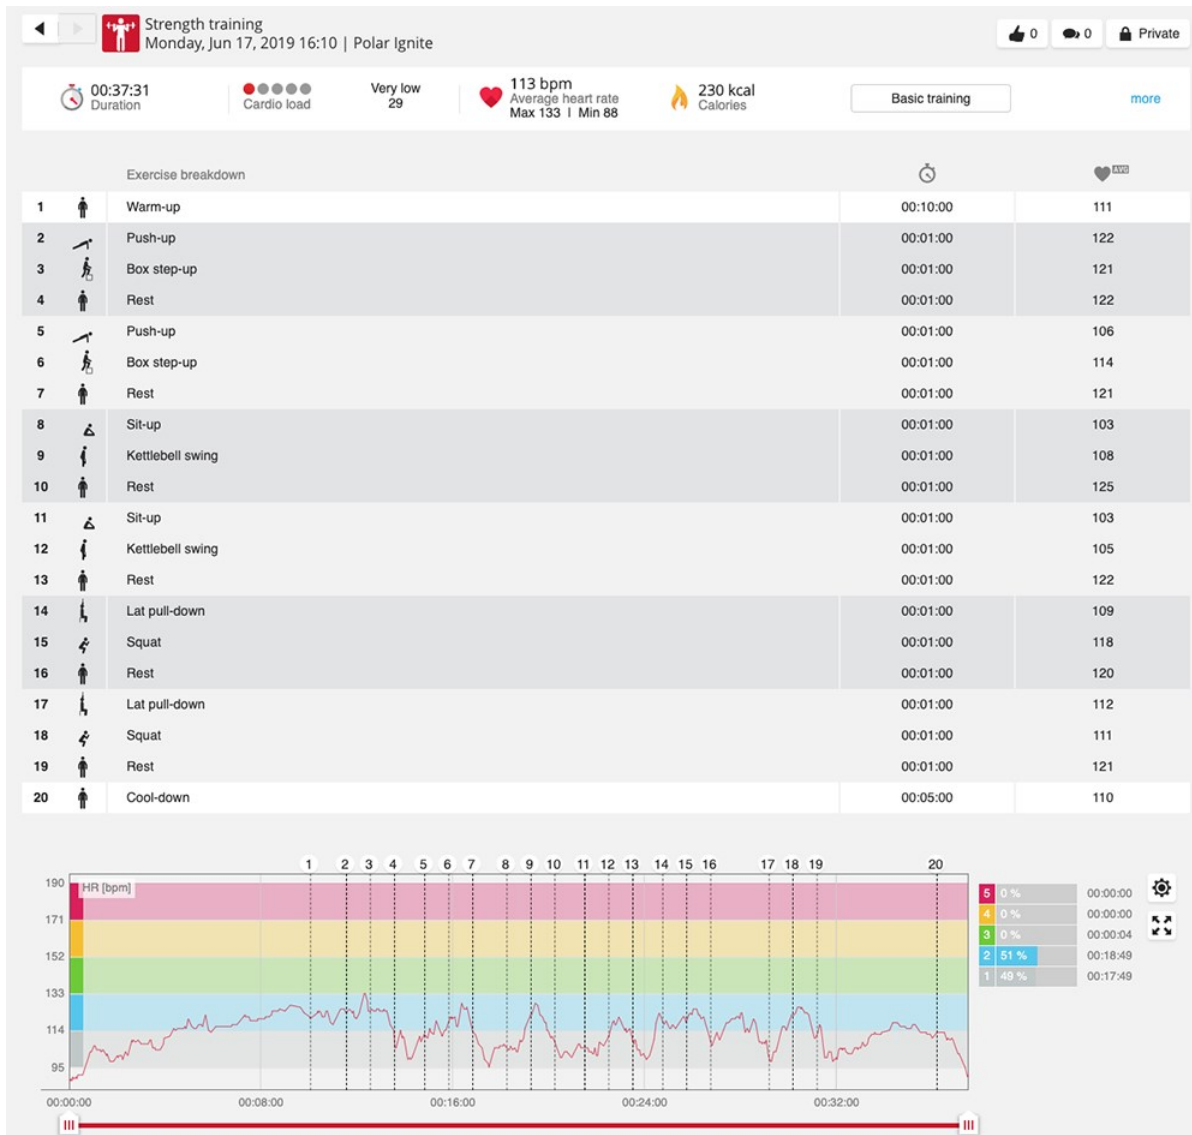 Strength training
Monday, Jun 17, 2019 16:10 | Polar Ignite
0 0 Private
00:37:31 Duration
Cardio load
Very low 29
113 bpm
Average heart rate
Max 133 | Min 88
230 kcal
Calories
Basic training
more
Exercise breakdown AVG
1 Warm-up 00:10:00 111
2 Push-up 00:01:00 122
3 Box step-up 00:01:00 121
4 Rest 00:01:00 122
5 Push-up 00:01:00 106
6 Box step-up 00:01:00 114
7 Rest 00:01:00 121
8 Sit-up 00:01:00 103
9 Kettlebell swing 00:01:00 108
10 Rest 00:01:00 125
11 Sit-up 00:01:00 103
12 Kettlebell swing 00:01:00 105
13 Rest 00:01:00 122
14 Lat pull-down 00:01:00 109
15 Squat 00:01:00 118
16 Rest 00:01:00 120
17 Lat pull-down 00:01:00 112
18 Squat 00:01:00 111
19 Rest 00:01:00 121
20 Cool-down 00:05:00 110
1 2 3 4 5 6 7 8 9 10 11 12 13 14 15 16 17 18 19 20
HR [bpm]
190
171
152
133
114
95
00:00:00 00:08:00 00:16:00 00:24:00 00:32:00
5 0 % 00:00:00
4 0 % 00:00:00
3 0 % 00:00:04
2 51 % 00:18:49
1 49 % 00:17:49